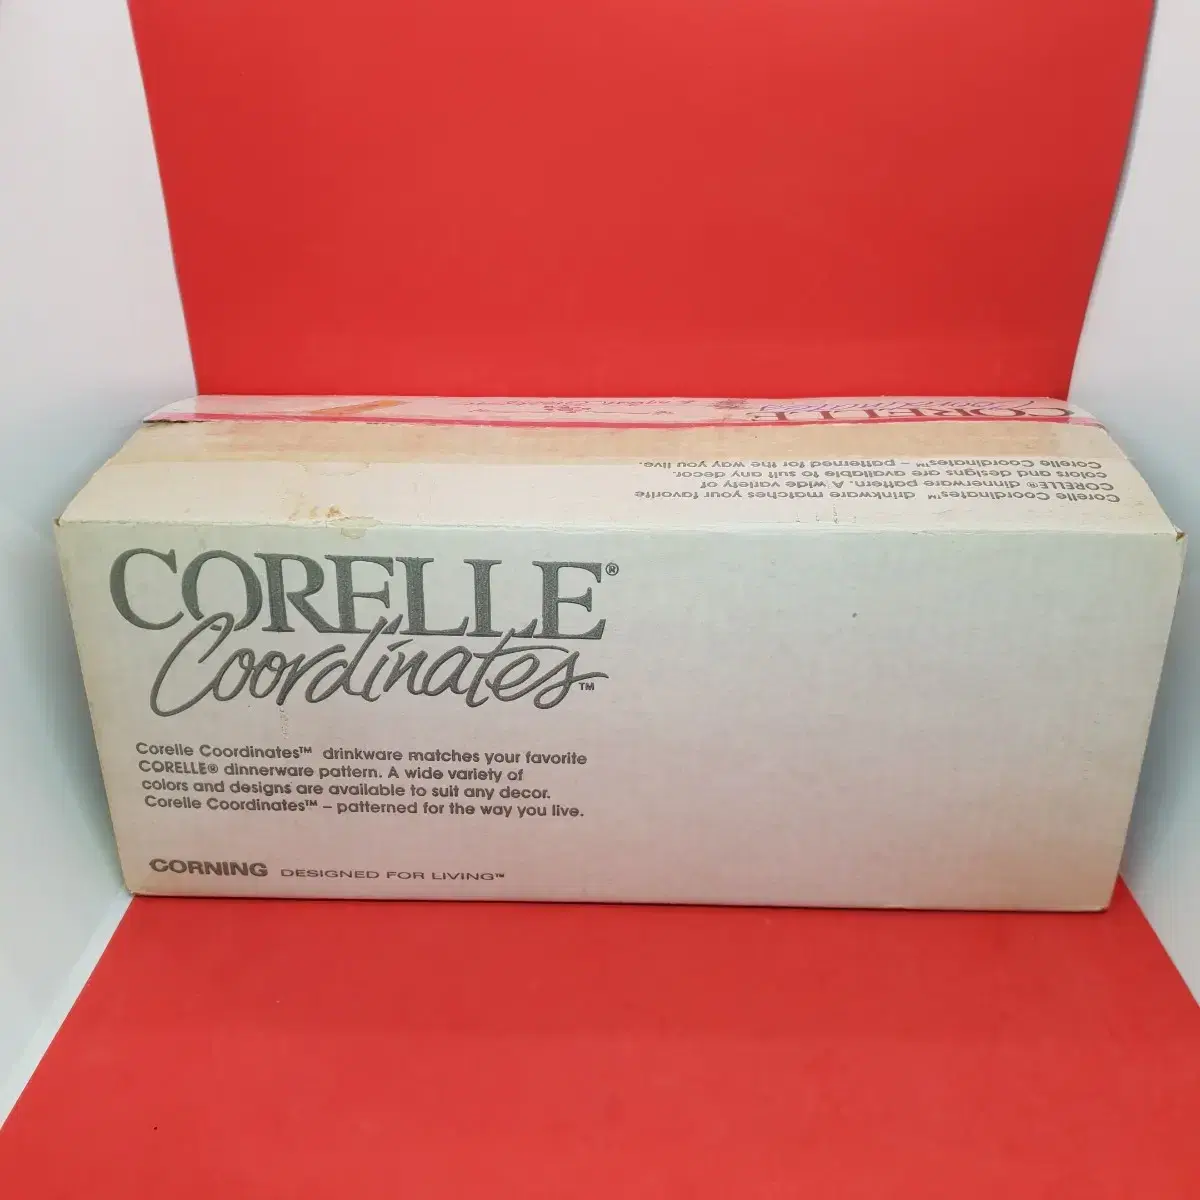 CORELLE
Coordinates
Corelle Coordinates™ drinkware matches your favorite
CORELLE® dinnerware pattern. A wide variety of
colors and designs are available to suit any decor.
Corelle Coordinates™ – patterned for the way you live.
CORELLE®
Coordinates™
Corelle Coordinates™ drinkware matches your favorite
CORELLE® dinnerware pattern. A wide variety of
colors and designs are available to suit any decor.
Corelle Coordinates™ – patterned for the way you live.
CORNING DESIGNED FOR LIVING™